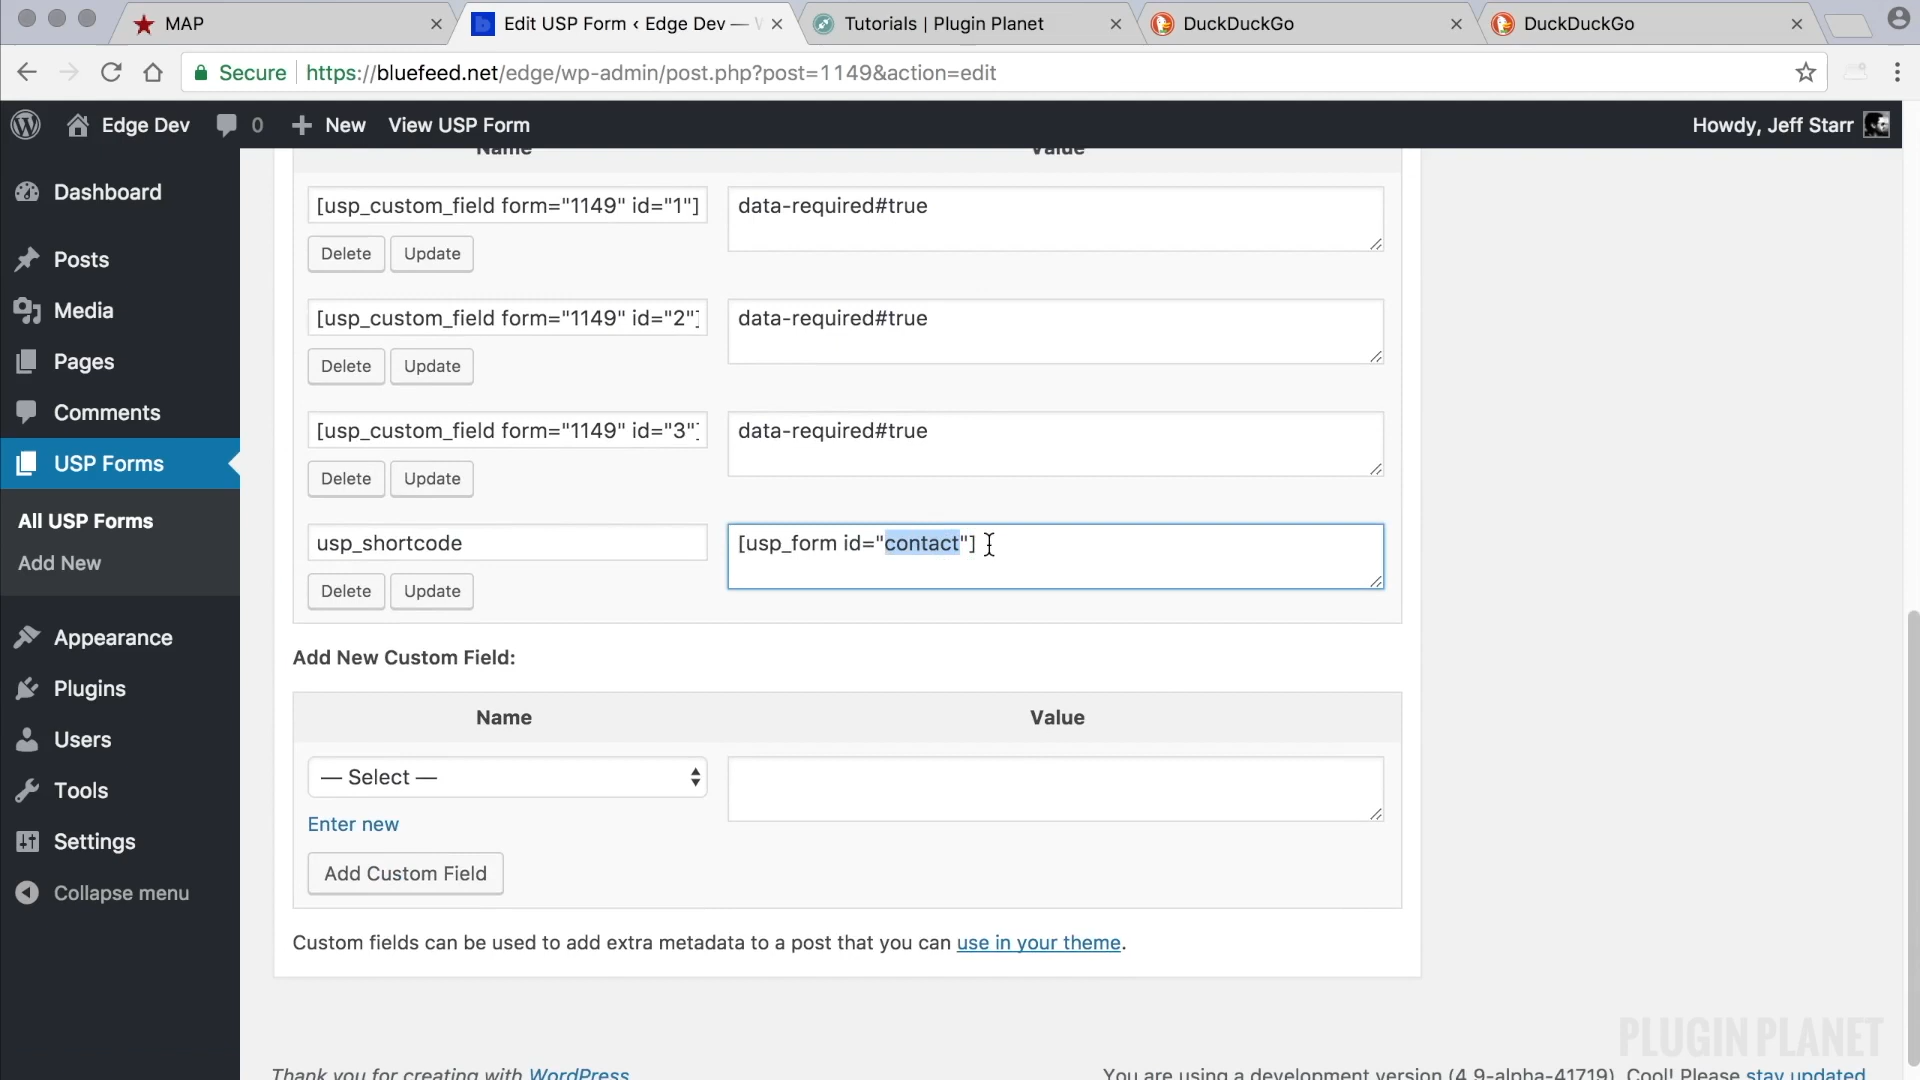 MAP
Edit USP Form ‹ Edge Dev — W
Tutorials | Plugin Planet
DuckDuckGo
DuckDuckGo
Secure
https://bluefeed.net/edge/wp-admin/post.php?post=1149&action=edit
Edge Dev
0
New
View USP Form
Howdy, Jeff Starr
Dashboard
Posts
Media
Pages
Comments
USP Forms
All USP Forms
Add New
Appearance
Plugins
Users
Tools
Settings
Collapse menu
Name
Value
[usp_custom_field form="1149" id="1"]
data-required#true
Delete
Update
[usp_custom_field form="1149" id="2"]
data-required#true
Delete
Update
[usp_custom_field form="1149" id="3"]
data-required#true
Delete
Update
usp_shortcode
[usp_form id="contact"]
Delete
Update
Add New Custom Field:
Name
Value
— Select —
Enter new
Add Custom Field
Custom fields can be used to add extra metadata to a post that you can use in your theme.
PLUGIN PLANET
Thank you for creating with WordPress
You are using a development version (4.9-alpha-41719). Cool! Please stay updated